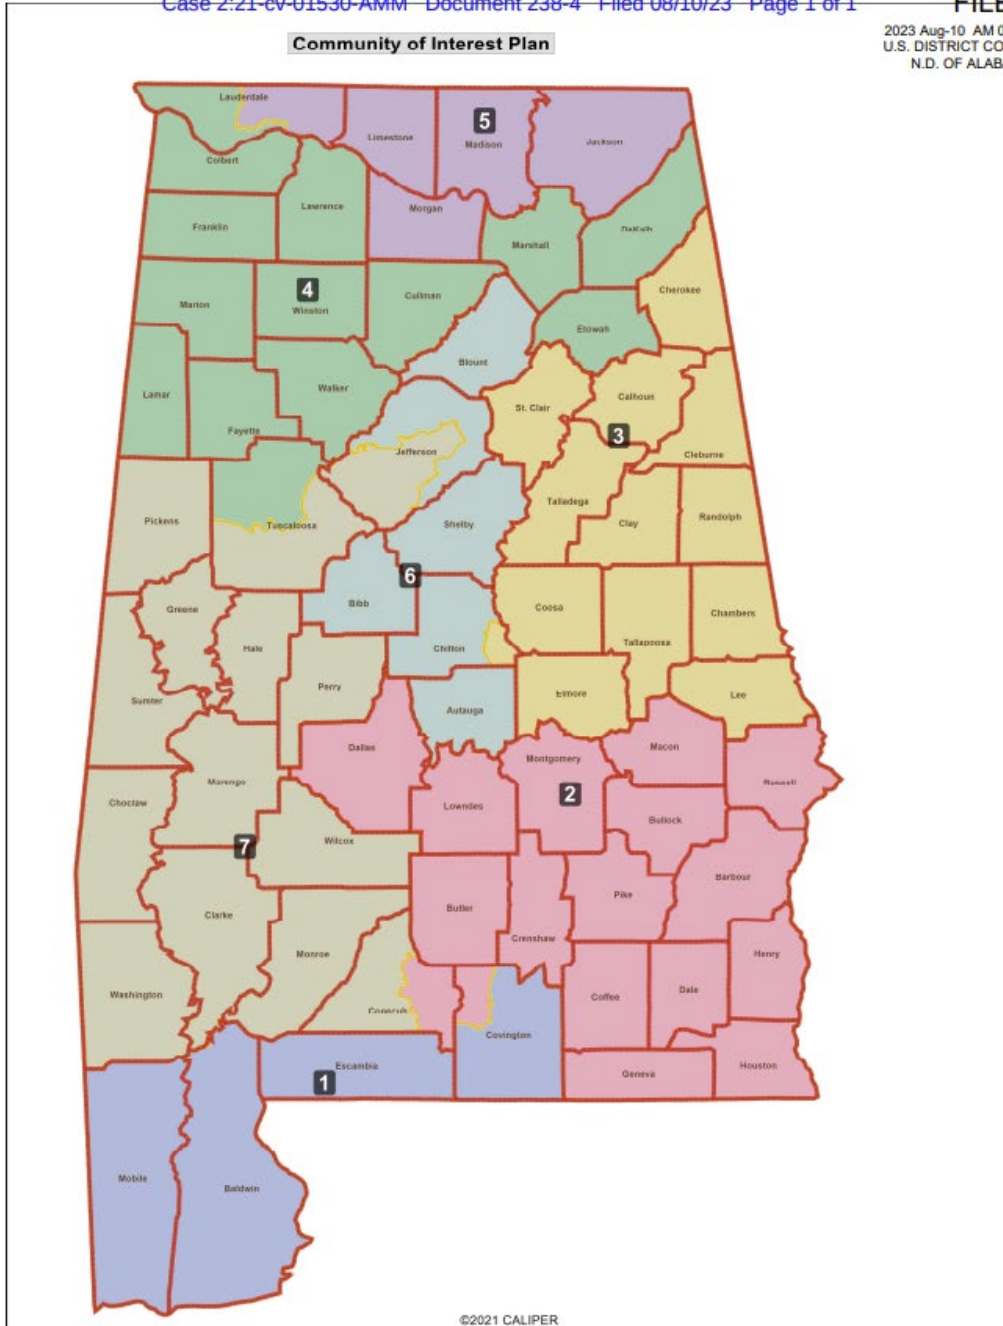 Case 2:21-cv-01530-AMM Document 238-4 Filed 08/10/23 Page 1 of 1
FILE
2023 Aug-10 AM 0
U.S. DISTRICT CO
N.D. OF ALAB
Community of Interest Plan
Lauderdale
5
Limestone
Madison
Jackson
Colbert
Lawrence
Morgan
Franklin
Marshall
DeKalb
4
Cherokee
Marion
Winston
Cullman
Etowah
Blount
Lamar
Walker
Calhoun
St. Clair
Fayette
3
Jefferson
Cleburne
Talladega
Pickens
Tuscaloosa
Shelby
Clay
Randolph
6
Greene
Bibb
Coosa
Chambers
Hale
Chilton
Tallapoosa
Perry
Elmore
Lee
Sumter
Autauga
Dallas
Macon
Montgomery
Marengo
Russell
2
Choctaw
Lowndes
Bullock
7
Wilcox
Barbour
Pike
Clarke
Butler
Crenshaw
Monroe
Henry
Washington
Coffee
Dale
Conecuh
Covington
Escambia
Houston
1
Geneva
Mobile
Baldwin
©2021 CALIPER